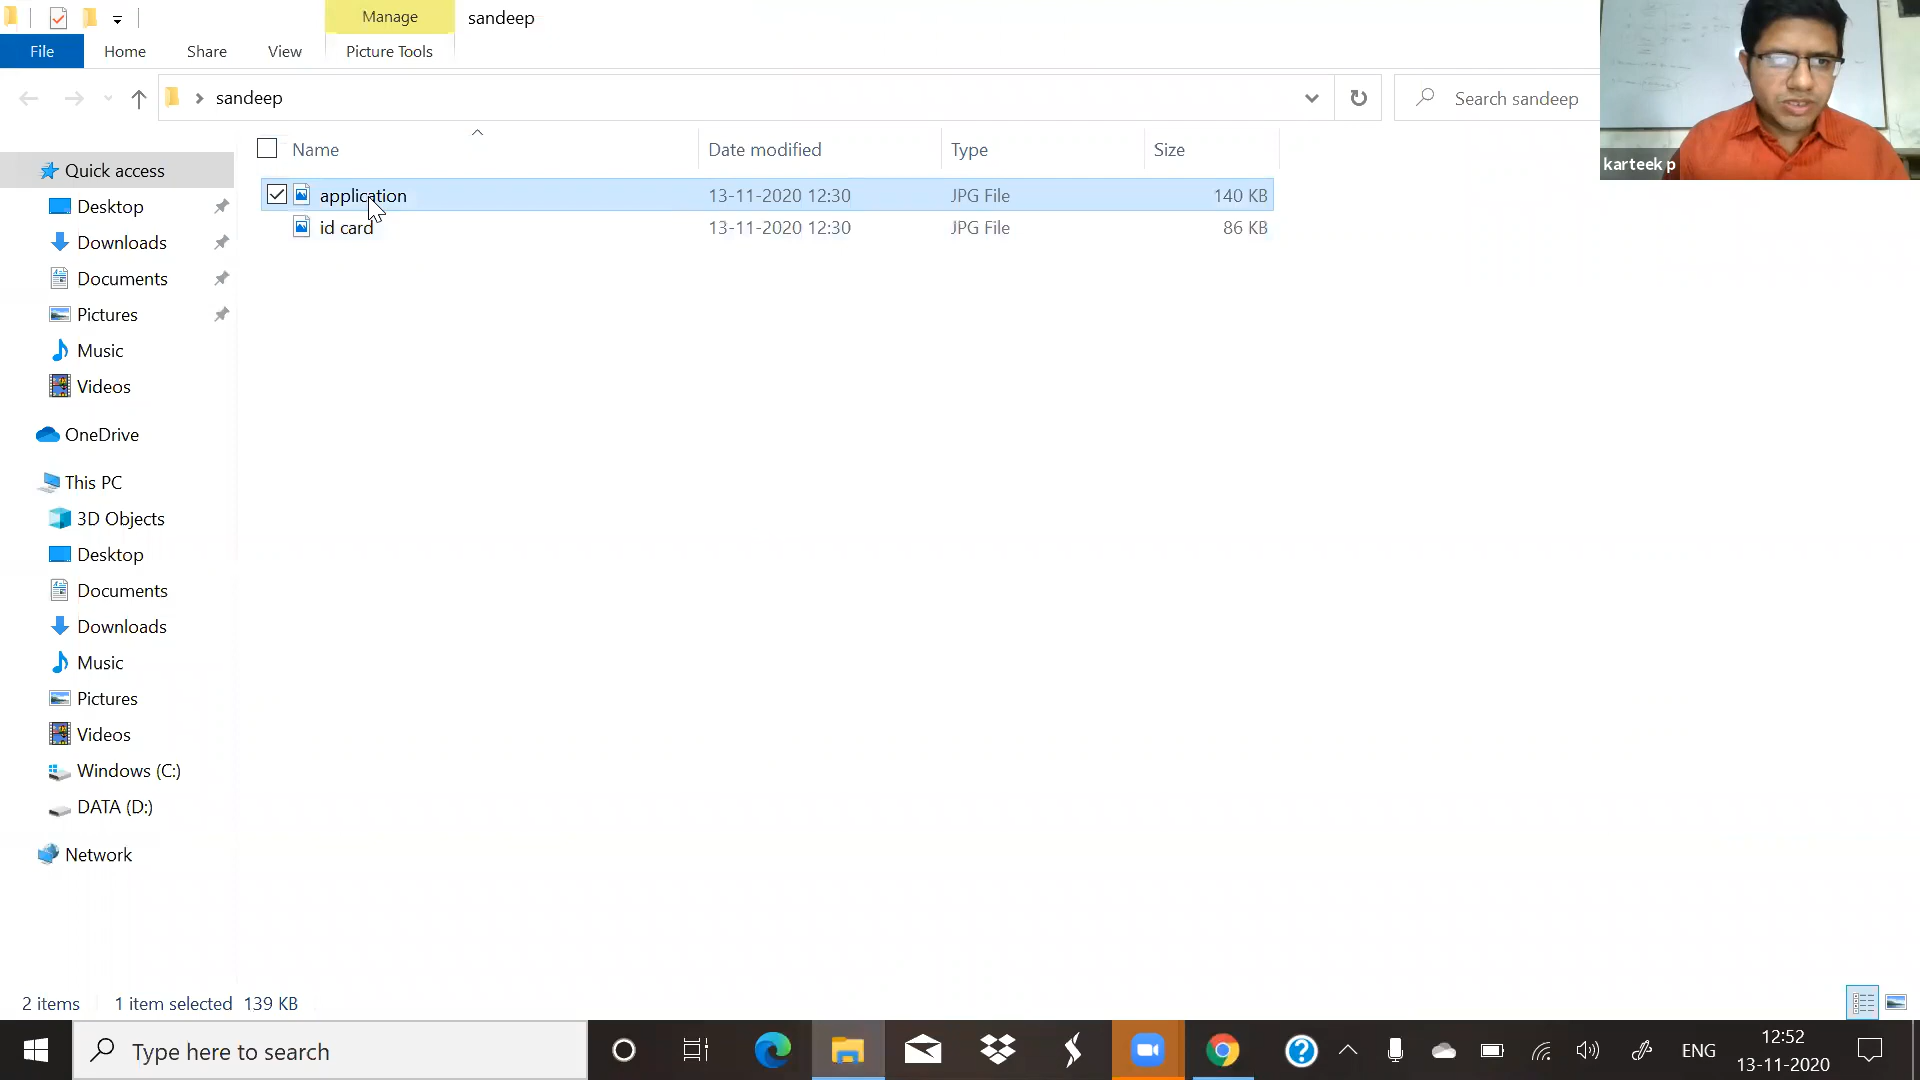 Manage
sandeep
File
Home
Share
View
Picture Tools
sandeep
Search sandeep
karteek p
Name
Date modified
Type
Size
application
13-11-2020 12:30
JPG File
140 KB
id card
13-11-2020 12:30
JPG File
86 KB
Quick access
Desktop
Downloads
Documents
Pictures
Music
Videos
OneDrive
This PC
3D Objects
Desktop
Documents
Downloads
Music
Pictures
Videos
Windows (C:)
DATA (D:)
Network
2 items
1 item selected 139 KB
Type here to search
ENG
12:52
13-11-2020